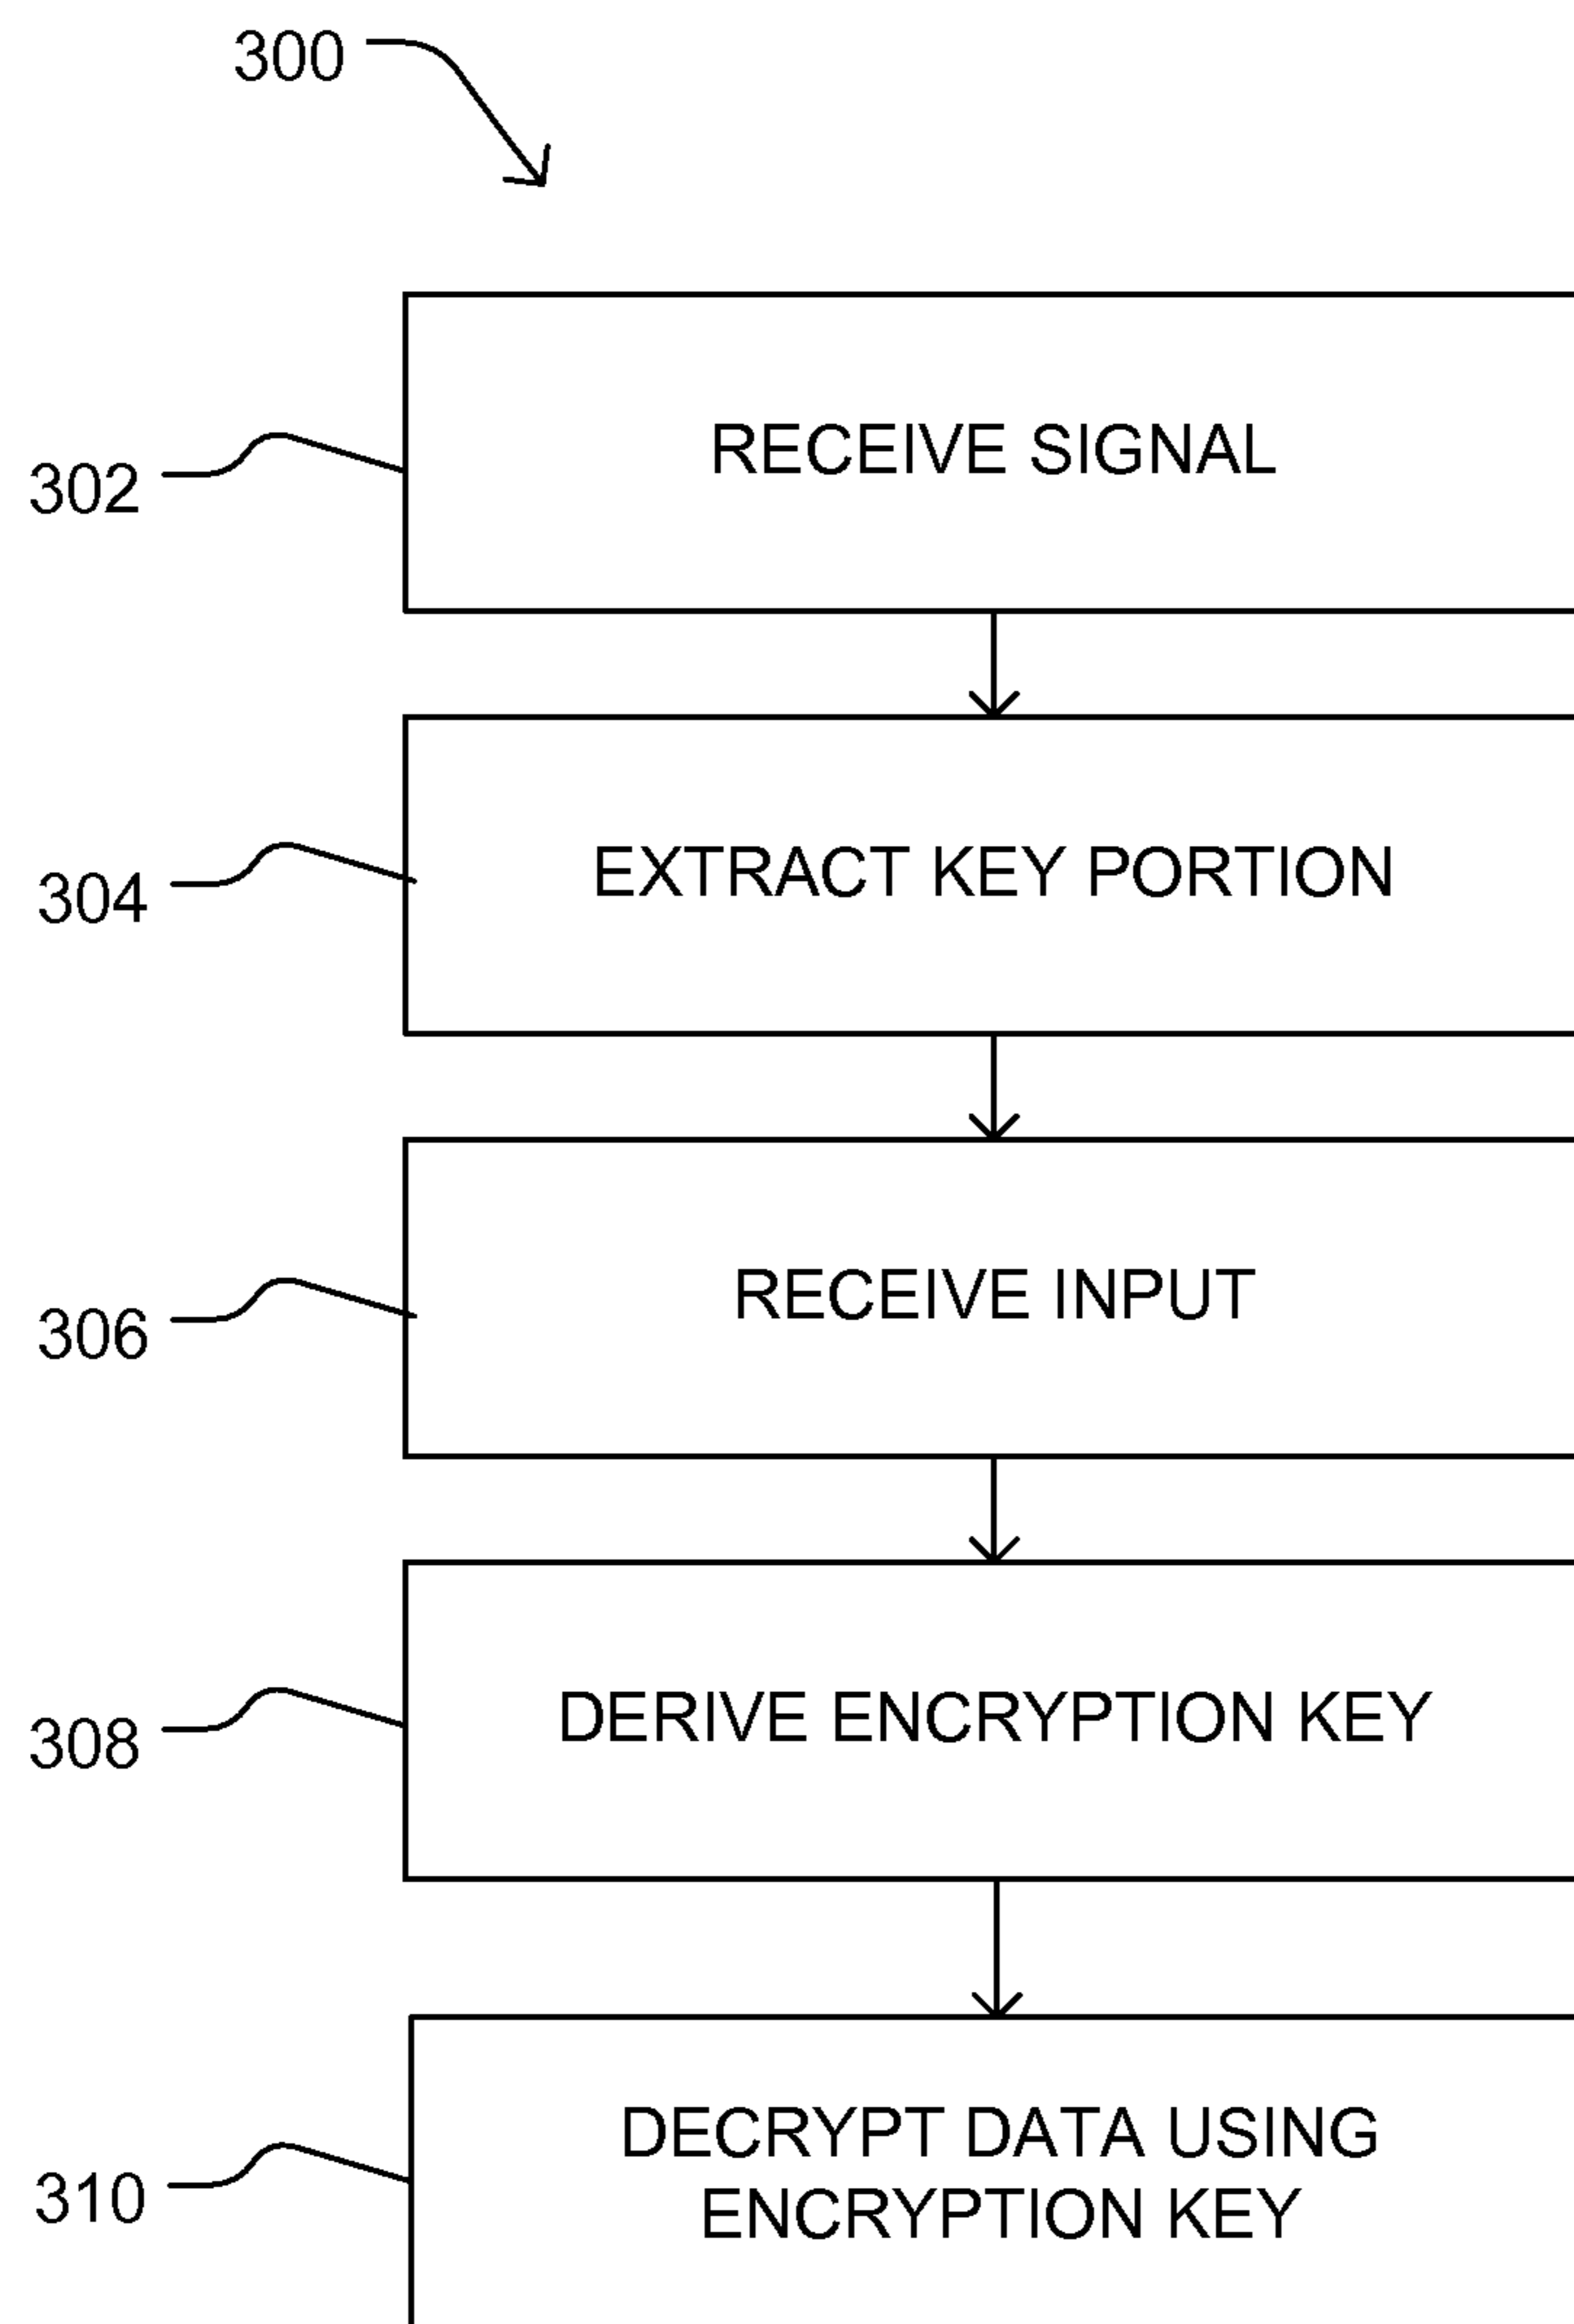 300
302
RECEIVE SIGNAL
304
EXTRACT KEY PORTION
306
RECEIVE INPUT
308
DERIVE ENCRYPTION KEY
310
DECRYPT DATA USING
ENCRYPTION KEY